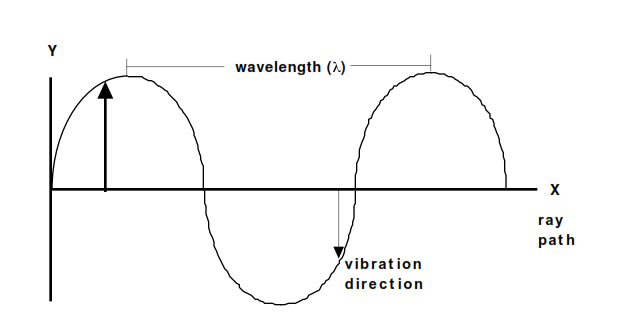 Y
wavelength (λ)
X
ray
path
vibration
direction